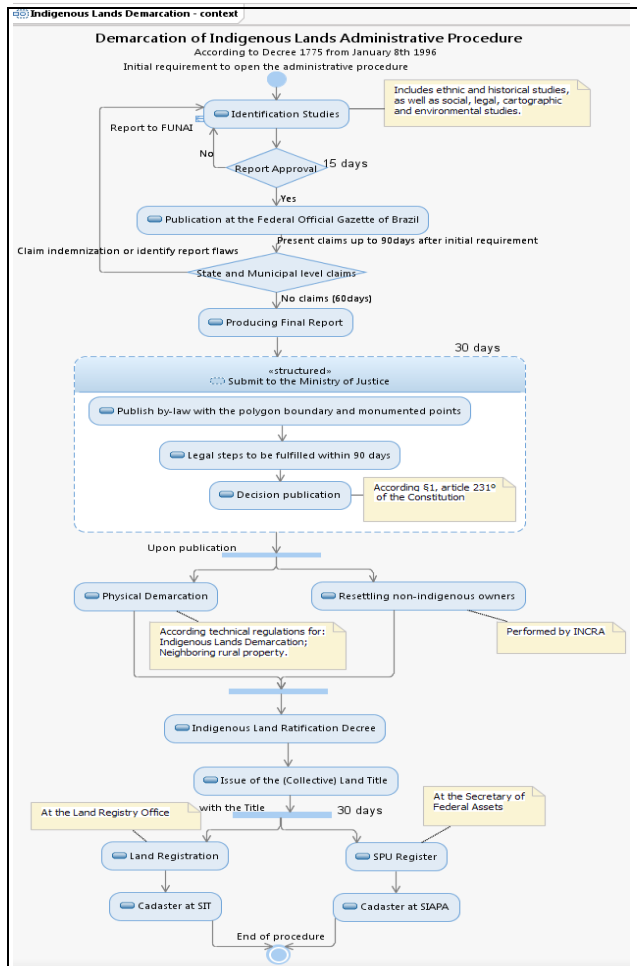 Indigenous Lands Demarcation - context
Demarcation of Indigenous Lands Administrative Procedure
According to Decree 1775 from January 8th 1996
Initial requirement to open the administrative procedure
Includes ethnic and historical studies,
as well as social, legal, cartographic
and environmental studies.
Identification Studies
Report to FUNAI
No
Report Approval
15 days
Yes
Publication at the Federal Official Gazette of Brazil
Present claims up to 90days after initial requirement
Claim indemnization or identify report flaws
State and Municipal level claims
No claims (60days)
Producing Final Report
30 days
«structured»
Submit to the Ministry of Justice
Publish by-law with the polygon boundary and monumented points
Legal steps to be fulfilled within 90 days
Decision publication
According §1, article 231º
of the Constitution
Upon publication
Physical Demarcation
Resettling non-indigenous owners
According technical regulations for:
Indigenous Lands Demarcation;
Neighboring rural property.
Performed by INCRA
Indigenous Land Ratification Decree
Issue of the (Collective) Land Title
with the Title
30 days
At the Land Registry Office
At the Secretary of
Federal Assets
Land Registration
SPU Register
Cadaster at SIT
Cadaster at SIAPA
End of procedure